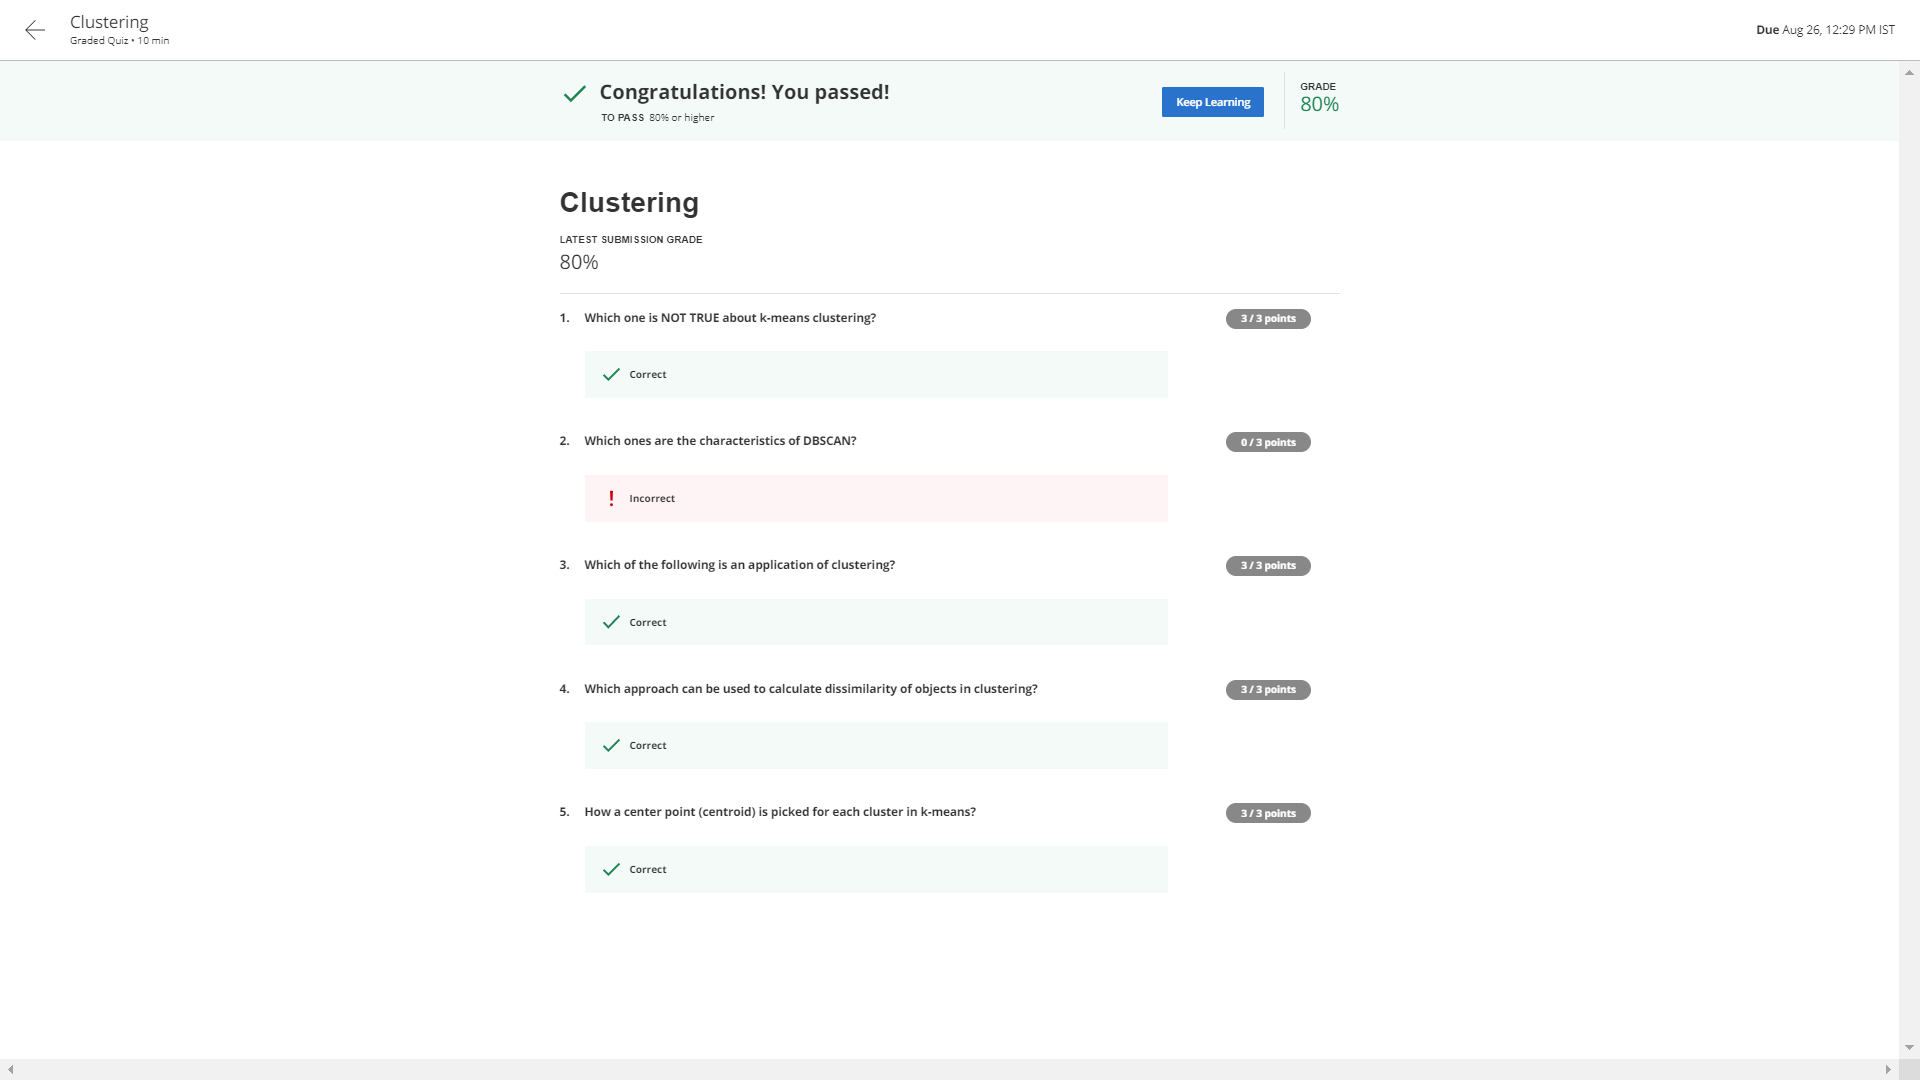 Clustering
Graded Quiz • 10 min
Due Aug 26, 12:29 PM IST
Congratulations! You passed!
TO PASS 80% or higher
Keep Learning
GRADE
80%
Clustering
LATEST SUBMISSION GRADE
80%
1. Which one is NOT TRUE about k-means clustering?
3 / 3 points
Correct
2. Which ones are the characteristics of DBSCAN?
0 / 3 points
Incorrect
3. Which of the following is an application of clustering?
3 / 3 points
Correct
4. Which approach can be used to calculate dissimilarity of objects in clustering?
3 / 3 points
Correct
5. How a center point (centroid) is picked for each cluster in k-means?
3 / 3 points
Correct